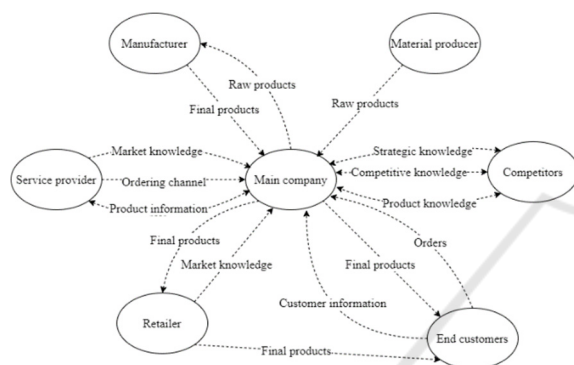 Manufacturer
Material producer
Raw products
Final products
Raw products
Market knowledge
Strategic knowledge
Service provider
Ordering channel
Main company
Competitive knowledge
Competitors
Product information
Product knowledge
Final products
Orders
Market knowledge
Final products
Customer information
Retailer
End customers
Final products